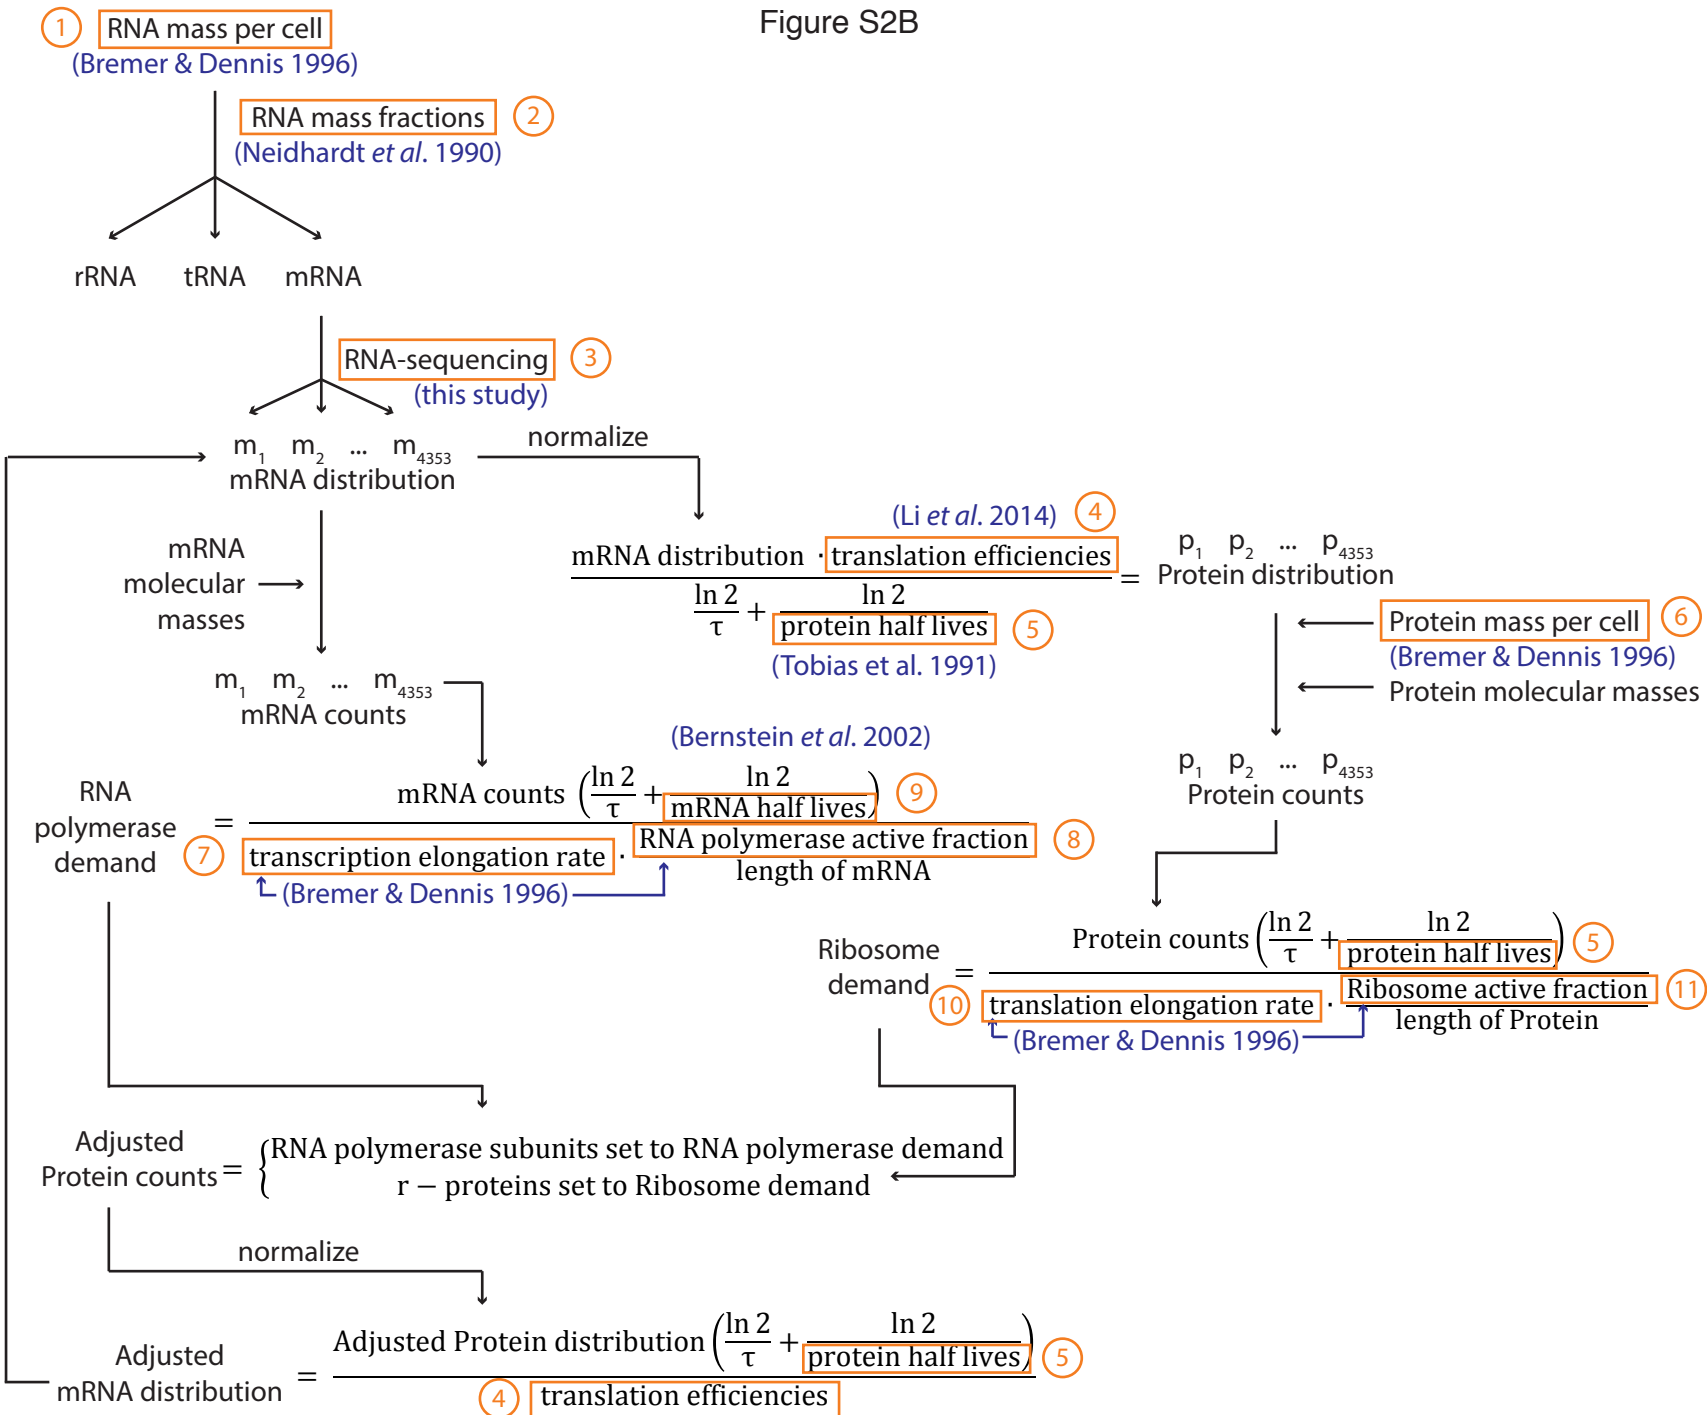 Figure S2B
1 RNA mass per cell
(Bremer & Dennis 1996)
RNA mass fractions 2
(Neidhardt et al. 1990)
rRNA tRNA mRNA
RNA-sequencing 3
(this study)
m1 m2 ... m4353
mRNA distribution
normalize
mRNA
molecular
masses
(Li et al. 2014) 4
mRNA distribution · translation efficiencies
ln 2 / τ + ln 2 / protein half lives 5
(Tobias et al. 1991)
=
p1 p2 ... p4353
Protein distribution
Protein mass per cell 6
(Bremer & Dennis 1996)
Protein molecular masses
m1 m2 ... m4353
mRNA counts
p1 p2 ... p4353
Protein counts
(Bernstein et al. 2002)
RNA
polymerase
demand
=
mRNA counts (ln 2 / τ + ln 2 / mRNA half lives) 9
7 transcription elongation rate · RNA polymerase active fraction 8
length of mRNA
(Bremer & Dennis 1996)
Ribosome
demand
=
Protein counts (ln 2 / τ + ln 2 / protein half lives) 5
10 translation elongation rate · Ribosome active fraction 11
length of Protein
(Bremer & Dennis 1996)
Adjusted
Protein counts = {
RNA polymerase subunits set to RNA polymerase demand
r − proteins set to Ribosome demand
normalize
Adjusted
mRNA distribution
=
Adjusted Protein distribution (ln 2 / τ + ln 2 / protein half lives) 5
4 translation efficiencies